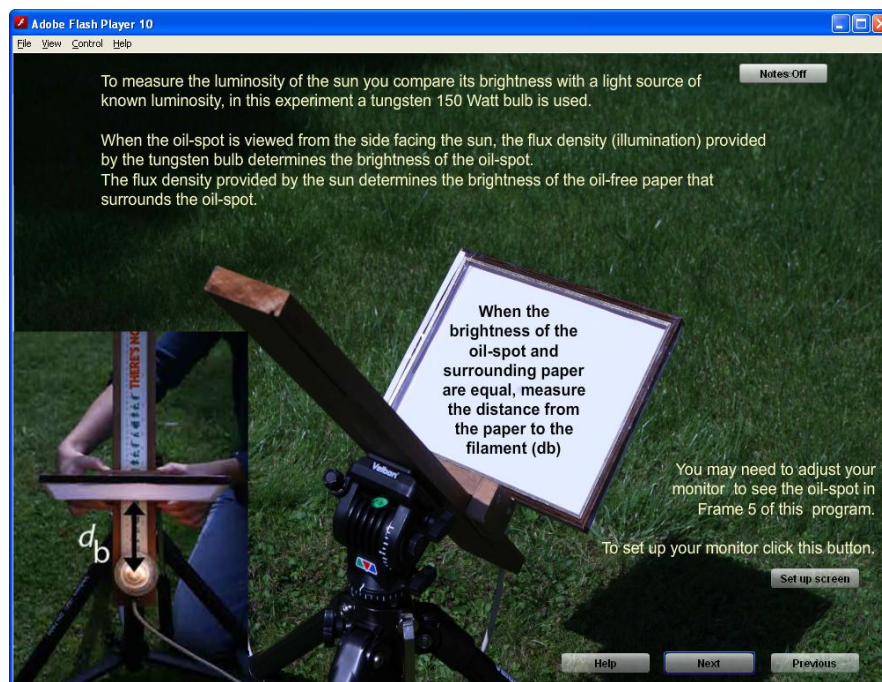 Adobe Flash Player 10
File View Control Help
To measure the luminosity of the sun you compare its brightness with a light source of
known luminosity, in this experiment a tungsten 150 Watt bulb is used.
Notes:Off
When the oil-spot is viewed from the side facing the sun, the flux density (illumination) provided
by the tungsten bulb determines the brightness of the oil-spot.
The flux density provided by the sun determines the brightness of the oil-free paper that
surrounds the oil-spot.
When the
brightness of the
oil-spot and
surrounding paper
are equal, measure
the distance from
the paper to the
filament (db)
THERE'S NO
Velbon
db
You may need to adjust your
monitor to see the oil-spot in
Frame 5 of this program.
To set up your monitor click this button.
Set up screen
Help
Next
Previous